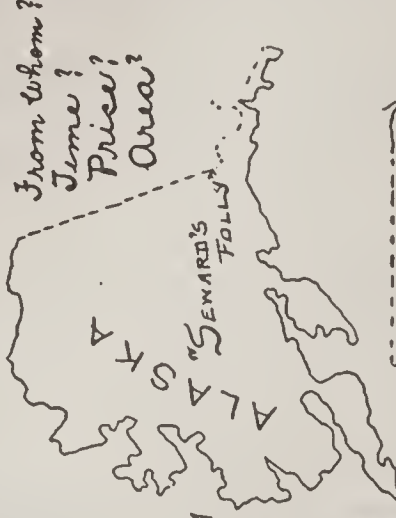 From whom?
Time?
Price?
Area?
ALASKA
"SEWARD'S
FOLLY"